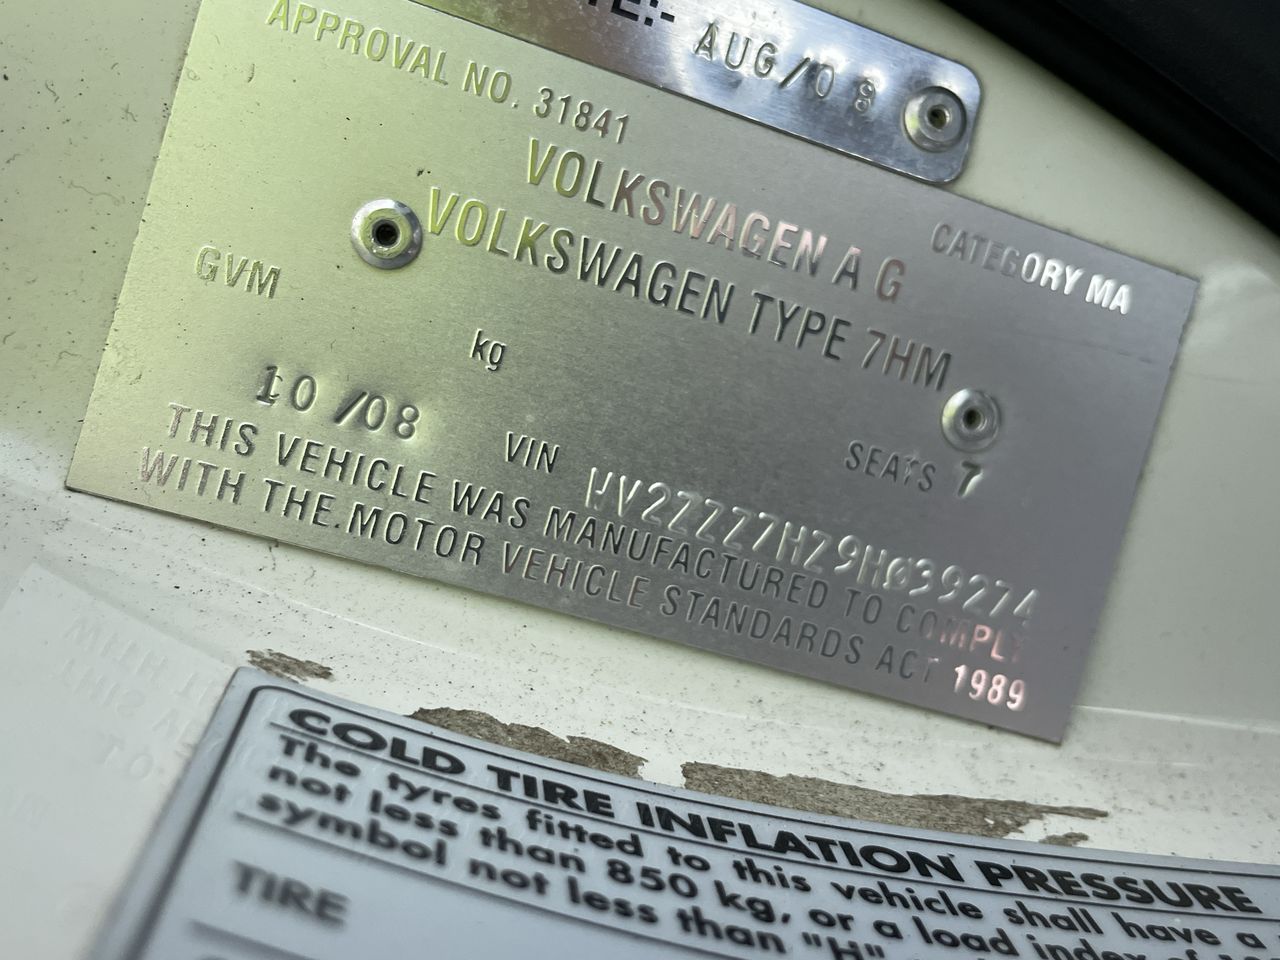 AUG/08
APPROVAL NO. 31841
VOLKSWAGEN A G
CATEGORY MA
VOLKSWAGEN TYPE 7HM
GVM
kg
10/08
VIN WV2ZZZ7HZ9H039274
SEATS 7
THIS VEHICLE WAS MANUFACTURED TO COMPLY
WITH THE MOTOR VEHICLE STANDARDS ACT 1989
COLD TIRE INFLATION PRESSURE
The tyres fitted to this vehicle shall have a
not less than 850 kg, or a load index of
symbol not less than "H"
TIRE